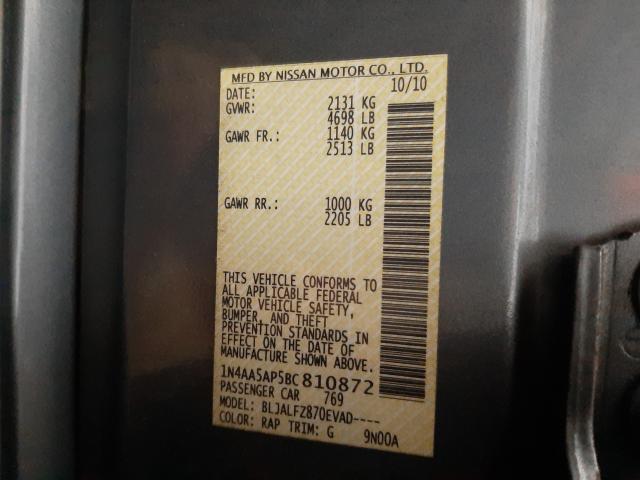 MFD BY NISSAN MOTOR CO., LTD.
DATE: 10/10
GVWR: 2131 KG
4698 LB
GAWR FR.: 1140 KG
2513 LB
GAWR RR.: 1000 KG
2205 LB
THIS VEHICLE CONFORMS TO
ALL APPLICABLE FEDERAL
MOTOR VEHICLE SAFETY,
BUMPER, AND THEFT
PREVENTION STANDARDS IN
EFFECT ON THE DATE OF
MANUFACTURE SHOWN ABOVE.
1N4AA5AP5BC810872
PASSENGER CAR 769
MODEL: BLJALFZ870EVAD----
COLOR: RAP TRIM: G 9N00A